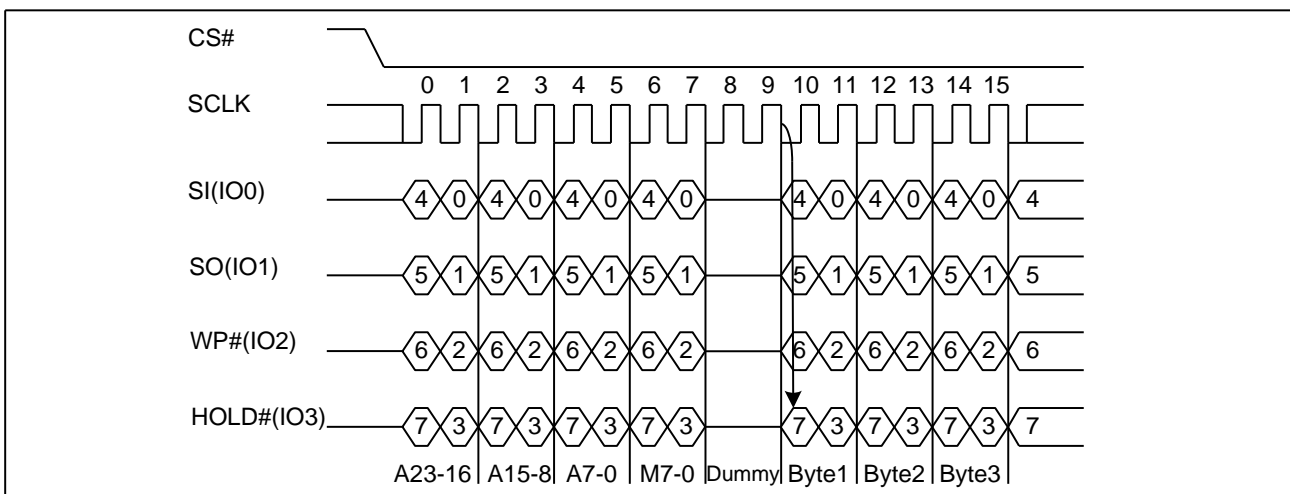 CS#
0 1 2 3 4 5 6 7 8 9 10 11 12 13 14 15
SCLK
SI(IO0) 4 0 4 0 4 0 4 0 4 0 4 0 4 0 4
SO(IO1) 5 1 5 1 5 1 5 1 5 1 5 1 5 1 5
WP#(IO2) 6 2 6 2 6 2 6 2 6 2 6 2 6 2 6
HOLD#(IO3) 7 3 7 3 7 3 7 3 7 3 7 3 7 3 7
A23-16 A15-8 A7-0 M7-0 Dummy Byte1 Byte2 Byte3